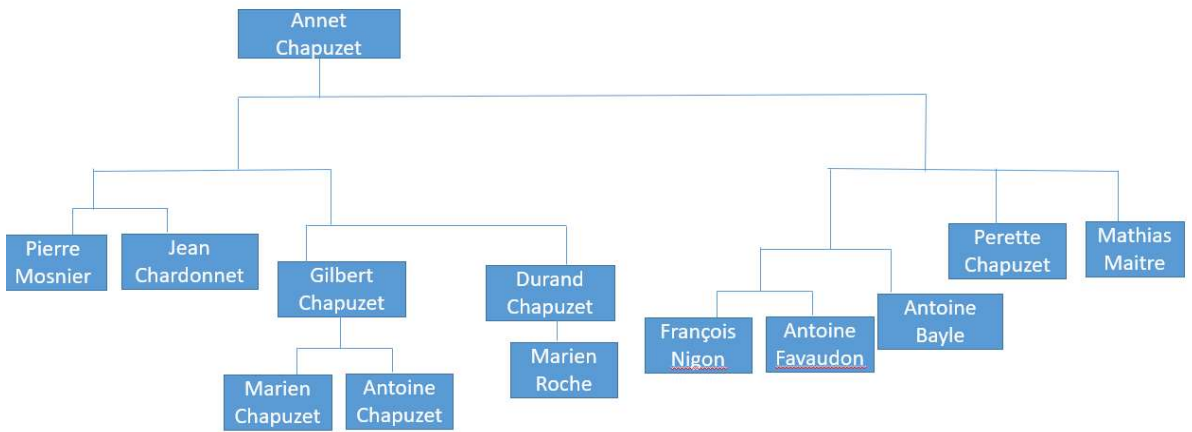 Annet
Chapuzet
Pierre
Mosnier
Jean
Chardonnet
Gilbert
Chapuzet
Durand
Chapuzet
Perette
Chapuzet
Mathias
Maitre
François
Nigon
Antoine
Favaudon
Antoine
Bayle
Marien
Chapuzet
Antoine
Chapuzet
Marien
Roche